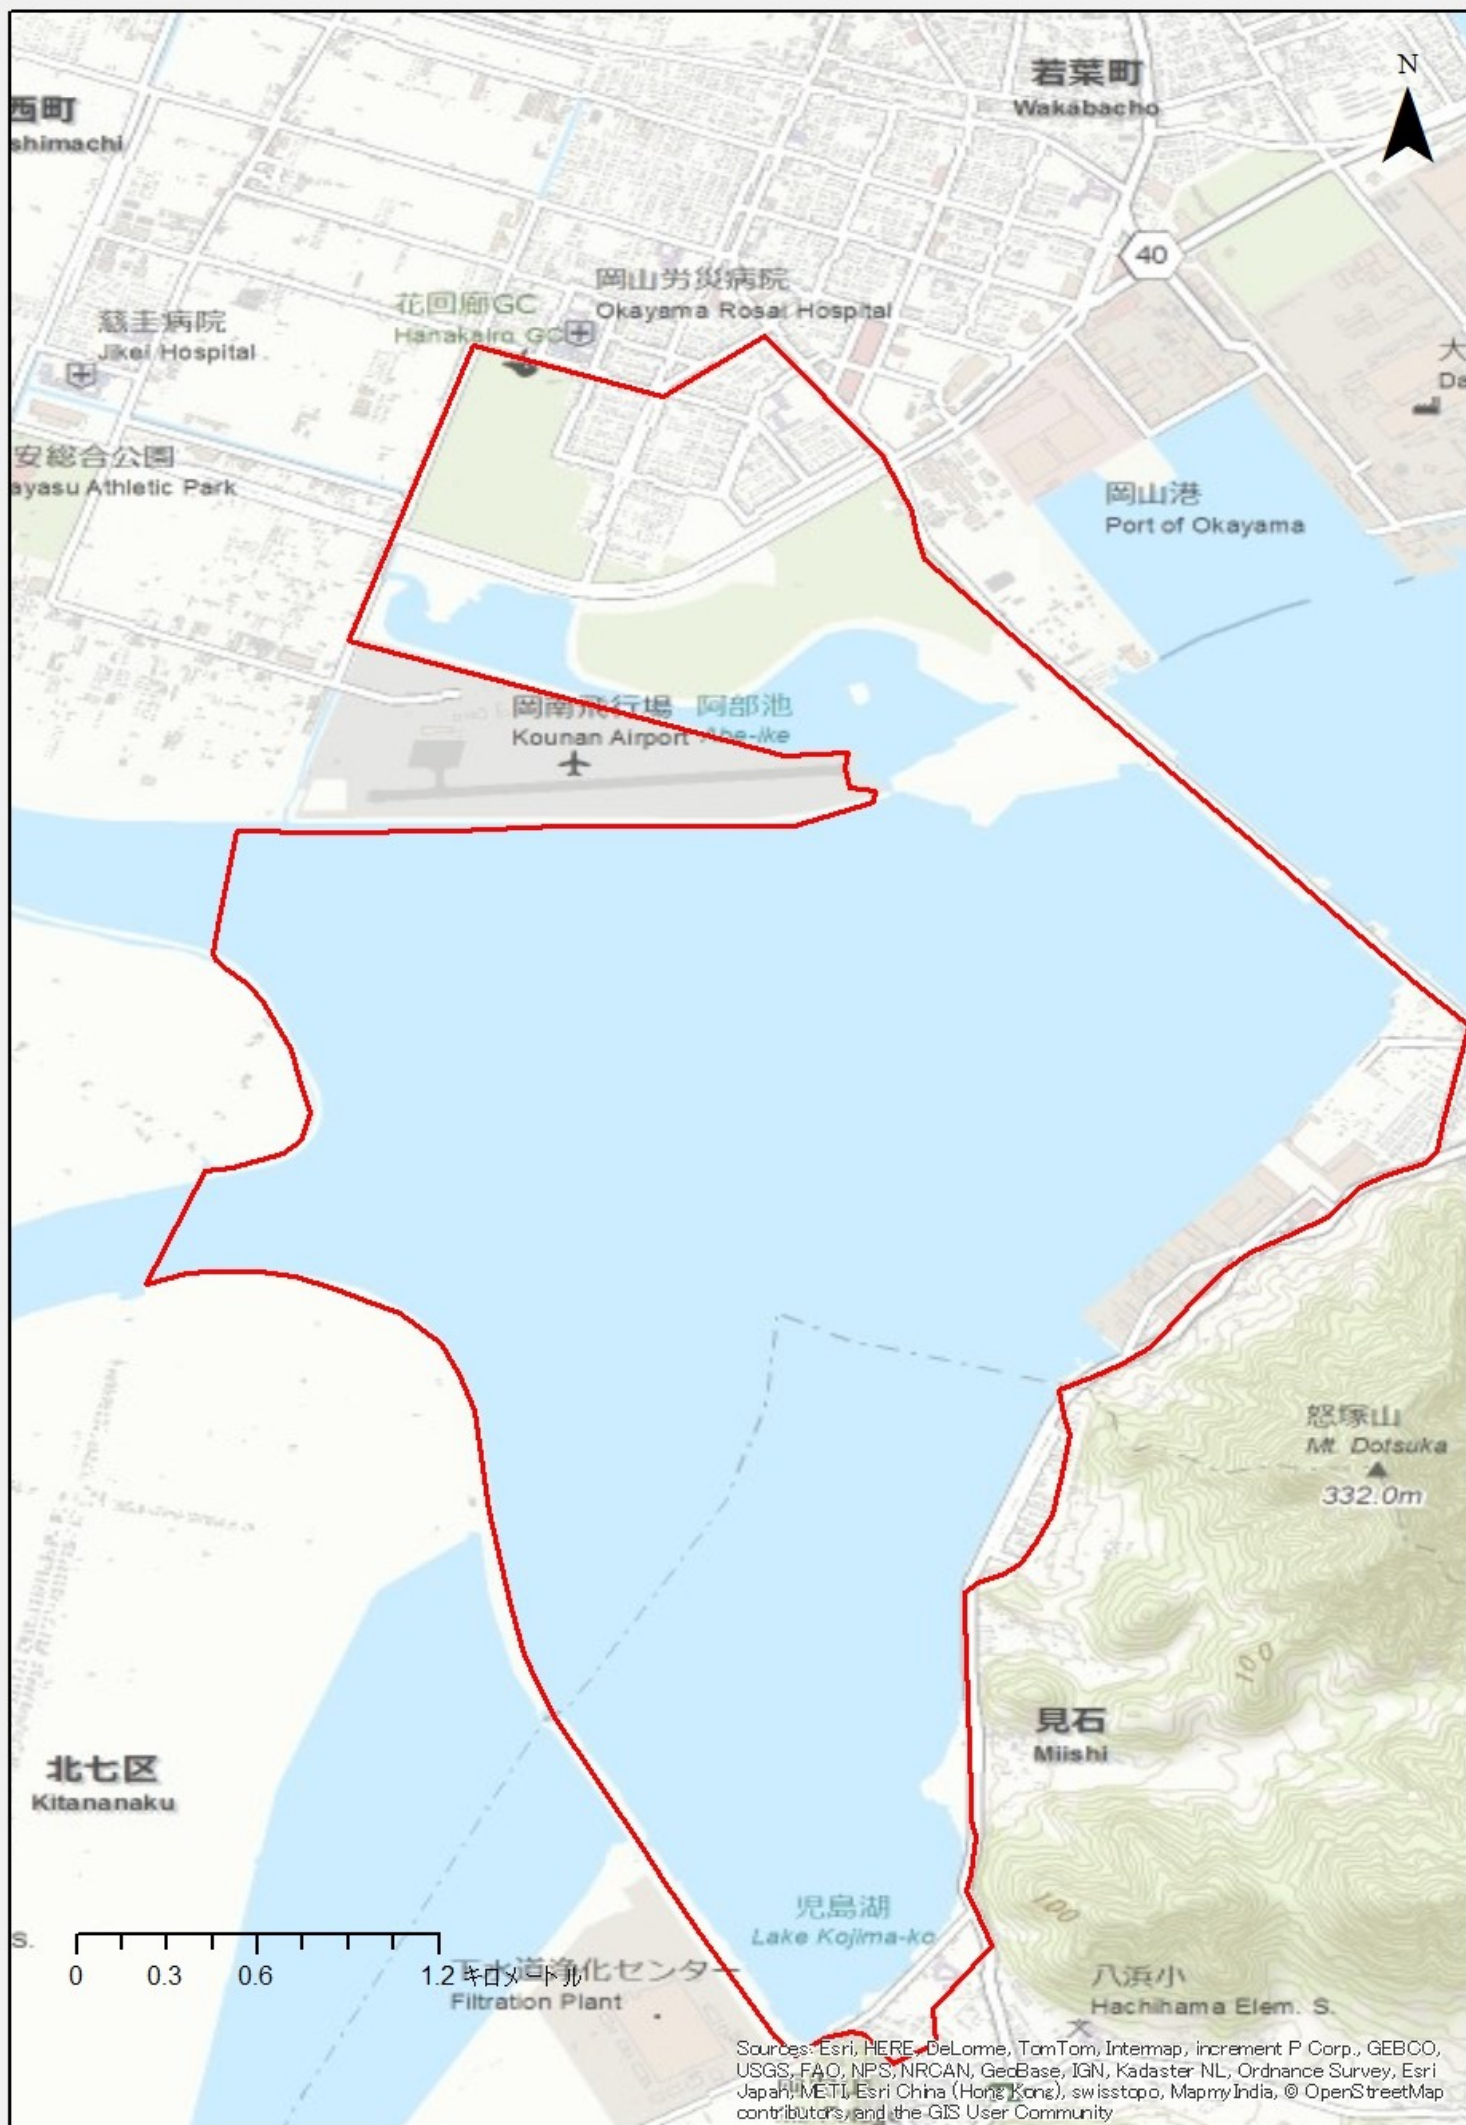 若葉町
Wakabacho
N
西町
shimachi
40
岡山労災病院
Okayama Rosai Hospital
花回廊GC
Hanakairo GC
慈圭病院
Jikei Hospital
大
Da
安総合公園
ayasu Athletic Park
岡山港
Port of Okayama
岡南飛行場
Kounan Airport
阿部池
Abe-ike
怒塚山
Mt. Dotsuka
332.0m
100
見石
Miishi
北七区
Kitananaku
児島湖
Lake Kojima-ko
100
S.
0 0.3 0.6 1.2 キロメートル
下水道浄化センター
Filtration Plant
八浜小
Hachihama Elem. S.
Sources: Esri, HERE, DeLorme, TomTom, Intermap, increment P Corp., GEBCO,
USGS, FAO, NPS, NRCAN, GeoBase, IGN, Kadaster NL, Ordnance Survey, Esri
Japan, METI, Esri China (Hong Kong), swisstopo, MapmyIndia, © OpenStreetMap
contributors, and the GIS User Community